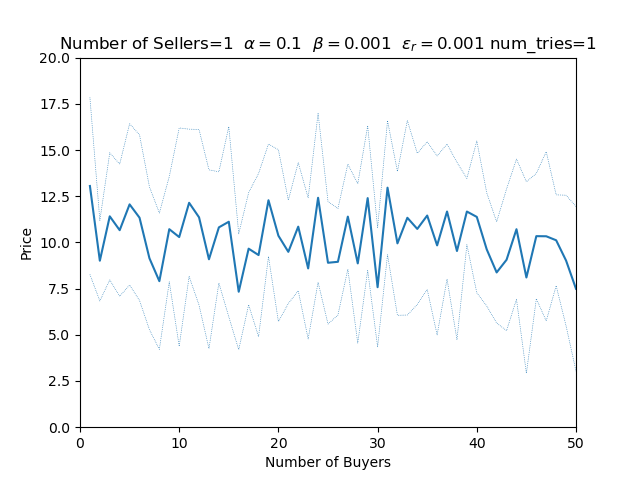 Number of Sellers=1 α = 0.1 β = 0.001 εᵣ = 0.001 num_tries=1
20.0
17.5
15.0
12.5
10.0
7.5
5.0
2.5
0.0
Price
0 10 20 30 40 50
Number of Buyers